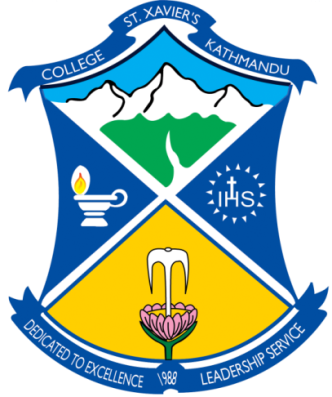 COLLEGE ST. XAVIER'S KATHMANDU
IHS
DEDICATED TO EXCELLENCE 1988 LEADERSHIP SERVICE